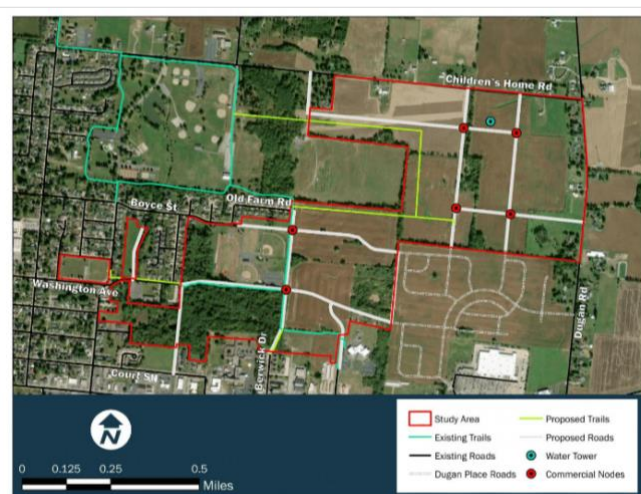 Children's Home Rd
Old Farm Rd
Boyce St
Washington Ave
Dugan Rd
Berwick Dr
Court St
N
0 0.125 0.25 0.5
Miles
Study Area
Existing Trails
Existing Roads
Dugan Place Roads
Proposed Trails
Proposed Roads
Water Tower
Commercial Nodes